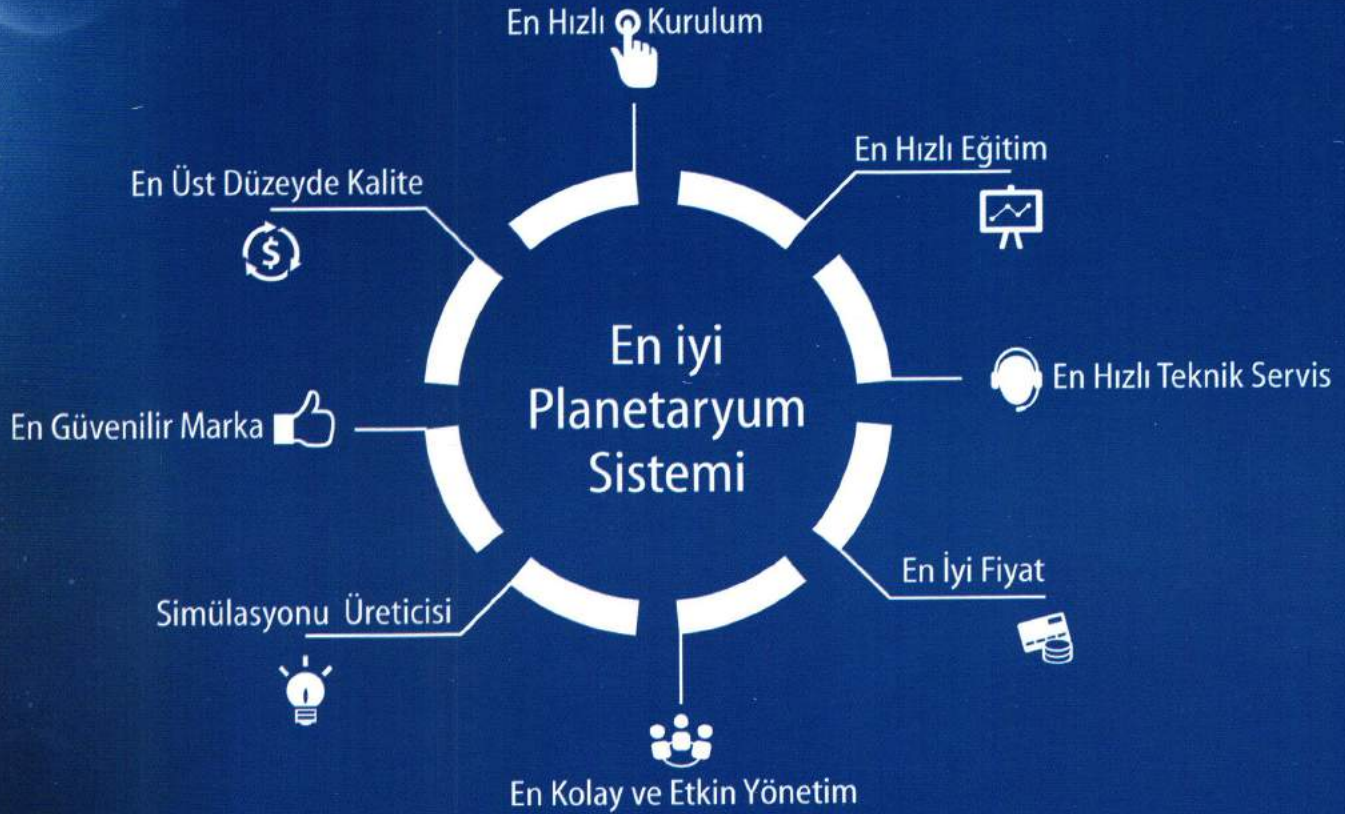 En Hızlı Kurulum
En Hızlı Eğitim
En Üst Düzeyde Kalite
$
En iyi
Planetaryum
Sistemi
En Hızlı Teknik Servis
En Güvenilir Marka
En İyi Fiyat
Simülasyonu Üreticisi
En Kolay ve Etkin Yönetim